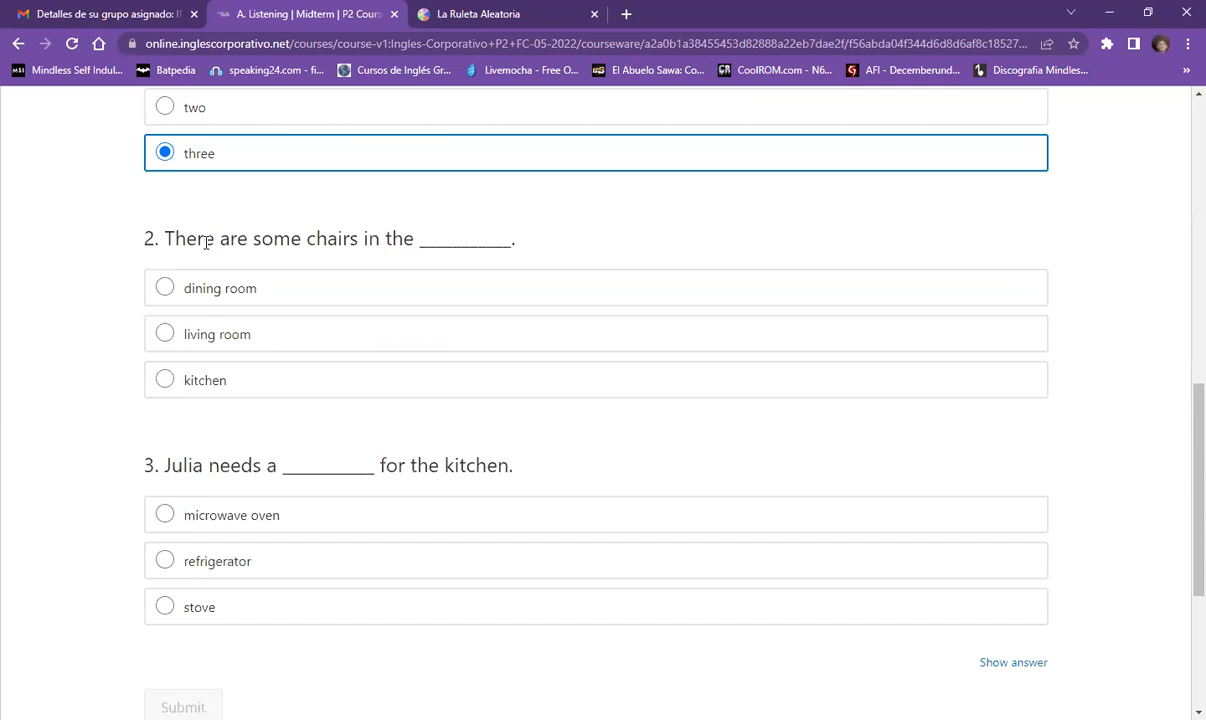 Detalles de su grupo asignado: I
A. Listening | Midterm | P2 Cours
La Ruleta Aleatoria
online.inglescorporativo.net/courses/course-v1:Ingles-Corporativo+P2+FC-05-2022/courseware/a2a0b1a38455453d82888a22eb7dae2f/f56abda04f344d6d8d6af8c18527...
Mindless Self Indul...
Batpedia
speaking24.com - fi...
Cursos de Inglés Gr...
Livemocha - Free O...
El Abuelo Sawa: Co...
CoolROM.com - N6...
AFI - Decemberund...
Discografia Mindles...
two
three
2. There are some chairs in the __________.
dining room
living room
kitchen
3. Julia needs a __________ for the kitchen.
microwave oven
refrigerator
stove
Show answer
Submit